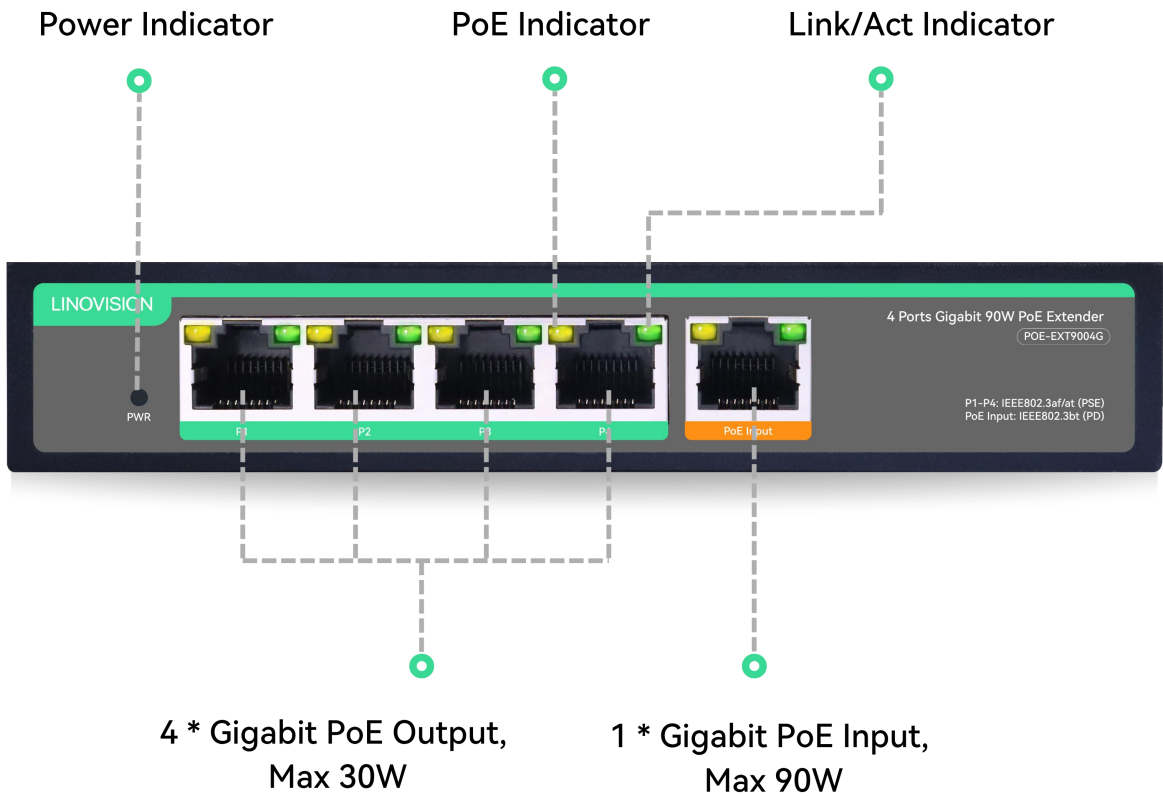 Power Indicator
PoE Indicator
Link/Act Indicator
LINOVISION
4 Ports Gigabit 90W PoE Extender
POE-EXT9004G
PWR
P1-P4: IEEE802.3af/at (PSE)
PoE Input: IEEE802.3bt (PD)
P1
P2
P3
P4
PoE Input
4 * Gigabit PoE Output,
Max 30W
1 * Gigabit PoE Input,
Max 90W